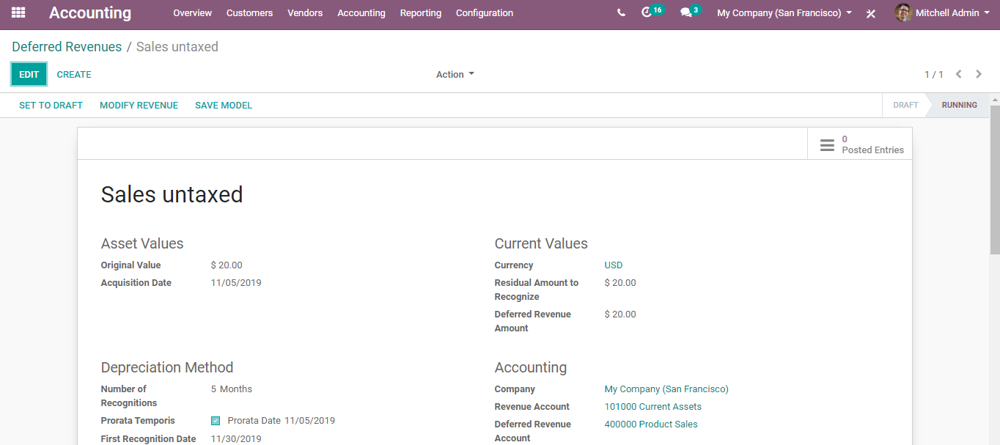 Accounting Overview Customers Vendors Accounting Reporting Configuration 16 3 My Company (San Francisco) Mitchell Admin
Deferred Revenues / Sales untaxed
EDIT CREATE Action 1 / 1
SET TO DRAFT MODIFY REVENUE SAVE MODEL DRAFT RUNNING
0
Posted Entries
Sales untaxed
Asset Values
Original Value $ 20.00
Acquisition Date 11/05/2019
Current Values
Currency USD
Residual Amount to $ 20.00
Recognize
Deferred Revenue $ 20.00
Amount
Depreciation Method
Number of 5 Months
Recognitions
Prorata Temporis Prorata Date 11/05/2019
First Recognition Date 11/30/2019
Accounting
Company My Company (San Francisco)
Revenue Account 101000 Current Assets
Deferred Revenue 400000 Product Sales
Account